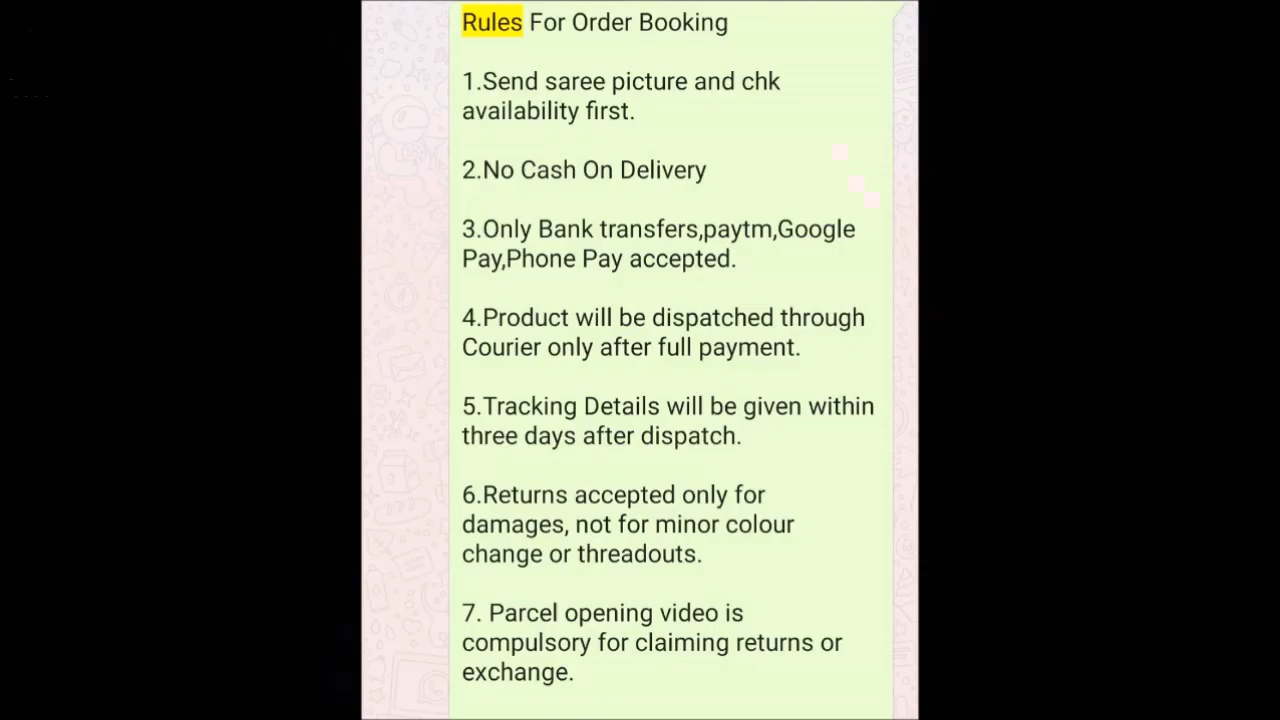 Rules For Order Booking
1.Send saree picture and chk
availability first.
2.No Cash On Delivery
3.Only Bank transfers,paytm,Google
Pay,Phone Pay accepted.
4.Product will be dispatched through
Courier only after full payment.
5.Tracking Details will be given within
three days after dispatch.
6.Returns accepted only for
damages, not for minor colour
change or threadouts.
7. Parcel opening video is
compulsory for claiming returns or
exchange.